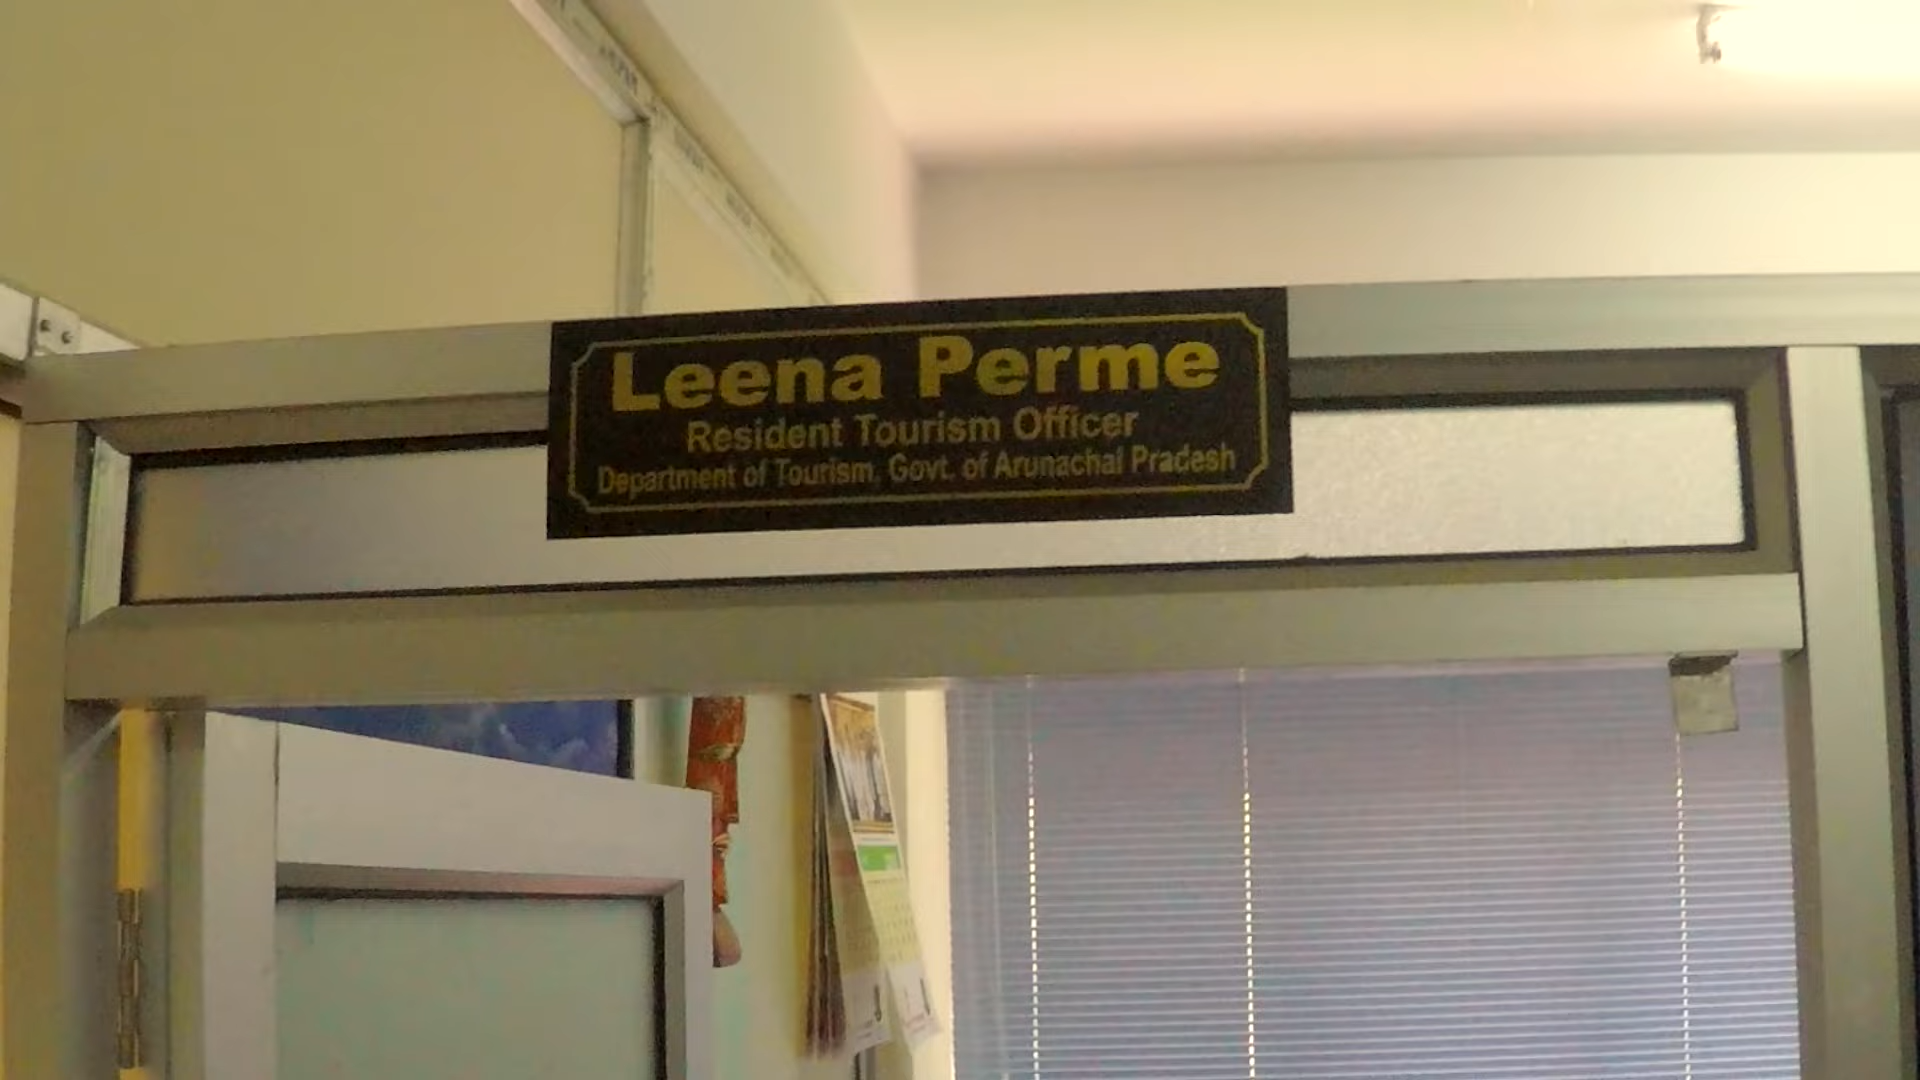 Leena Perme
Resident Tourism Officer
Department of Tourism, Govt. of Arunachal Pradesh